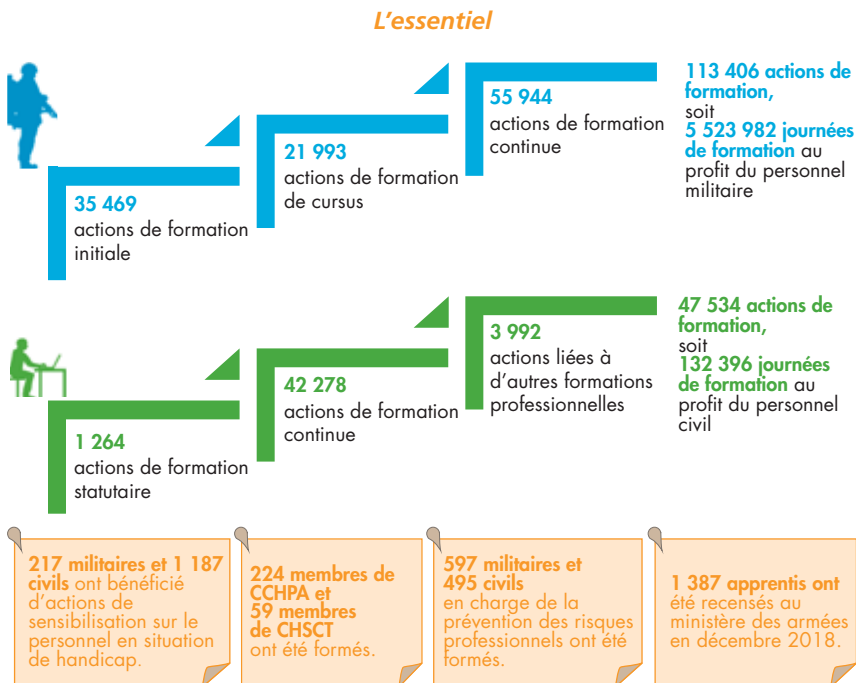 L'essentiel
35 469
actions de formation
initiale
21 993
actions de formation
de cursus
55 944
actions de formation
continue
113 406 actions de
formation,
soit
5 523 982 journées
de formation au
profit du personnel
militaire
1 264
actions de formation
statutaire
42 278
actions de formation
continue
3 992
actions liées à
d'autres formations
professionnelles
47 534 actions de
formation,
soit
132 396 journées
de formation au
profit du personnel
civil
217 militaires et 1 187
civils ont bénéficié
d'actions de
sensibilisation sur le
personnel en situation
de handicap.
224 membres de
CCHPA et
59 membres
de CHSCT
ont été formés.
597 militaires et
495 civils
en charge de la
prévention des risques
professionnels ont été
formés.
1 387 apprentis ont
été recensés au
ministère des armées
en décembre 2018.